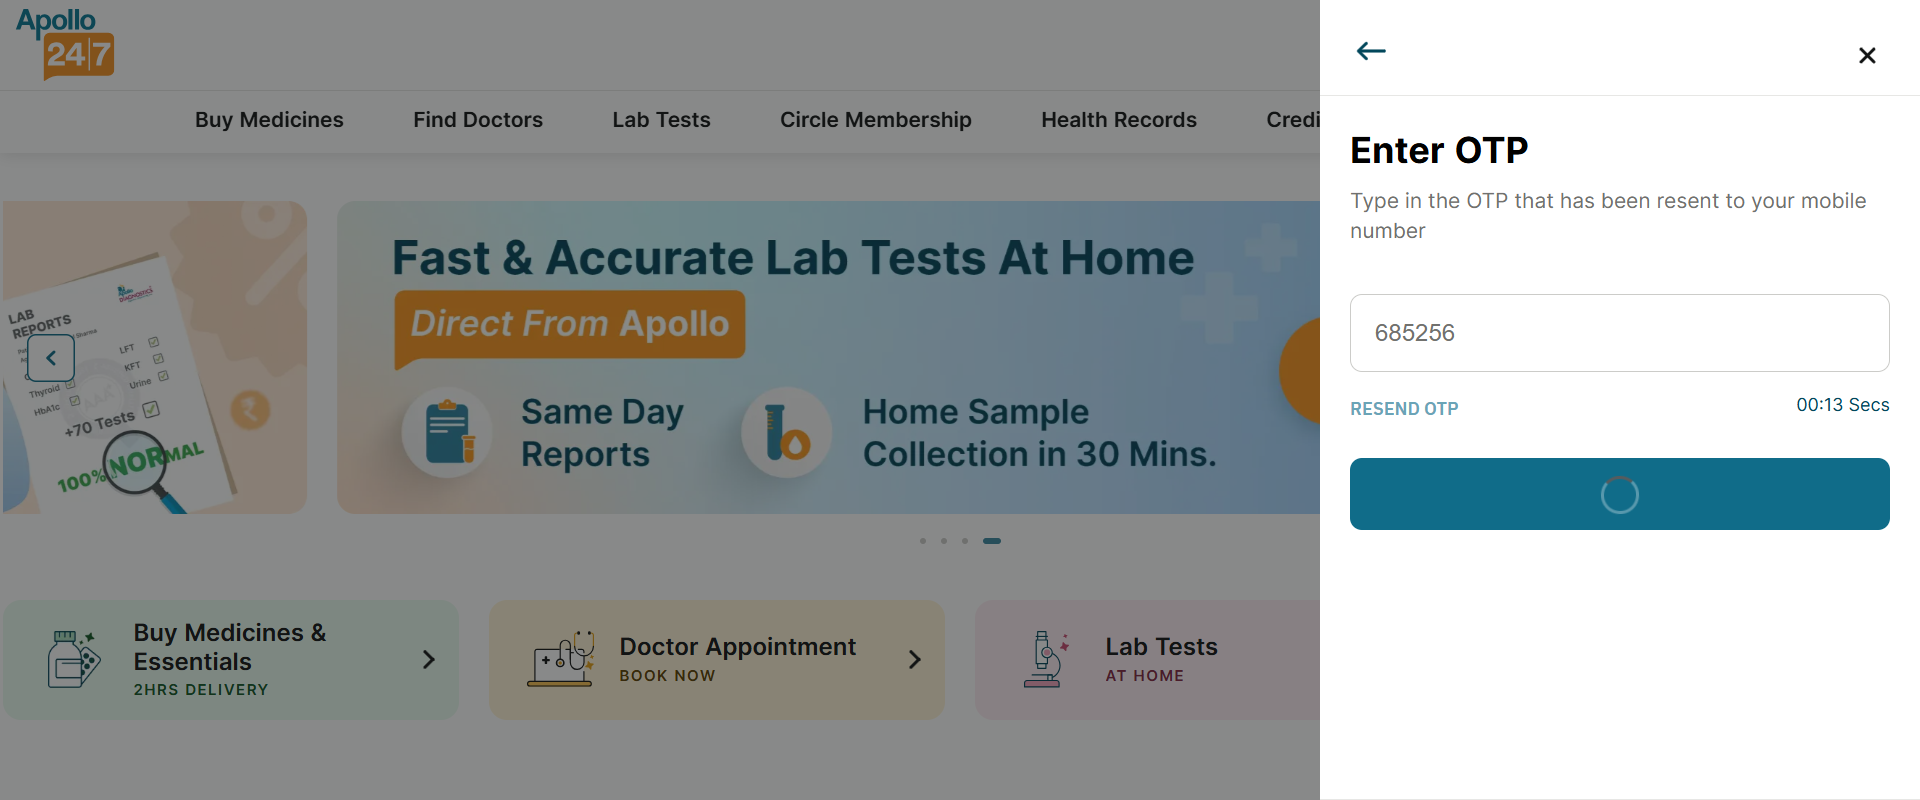 Apollo
24|7
Buy Medicines
Find Doctors
Lab Tests
Circle Membership
Health Records
Credi
LAB
REPORTS
Apollo
DIAGNOSTICS
Sharma
LFT
KFT
Thyroid
Urine
HbA1c
+70 Tests
100% NORMAL
Fast & Accurate Lab Tests At Home
Direct From Apollo
Same Day
Reports
Home Sample
Collection in 30 Mins.
Buy Medicines &
Essentials
2HRS DELIVERY
Doctor Appointment
BOOK NOW
Lab Tests
AT HOME
Enter OTP
Type in the OTP that has been resent to your mobile
number
685256
RESEND OTP
00:13 Secs